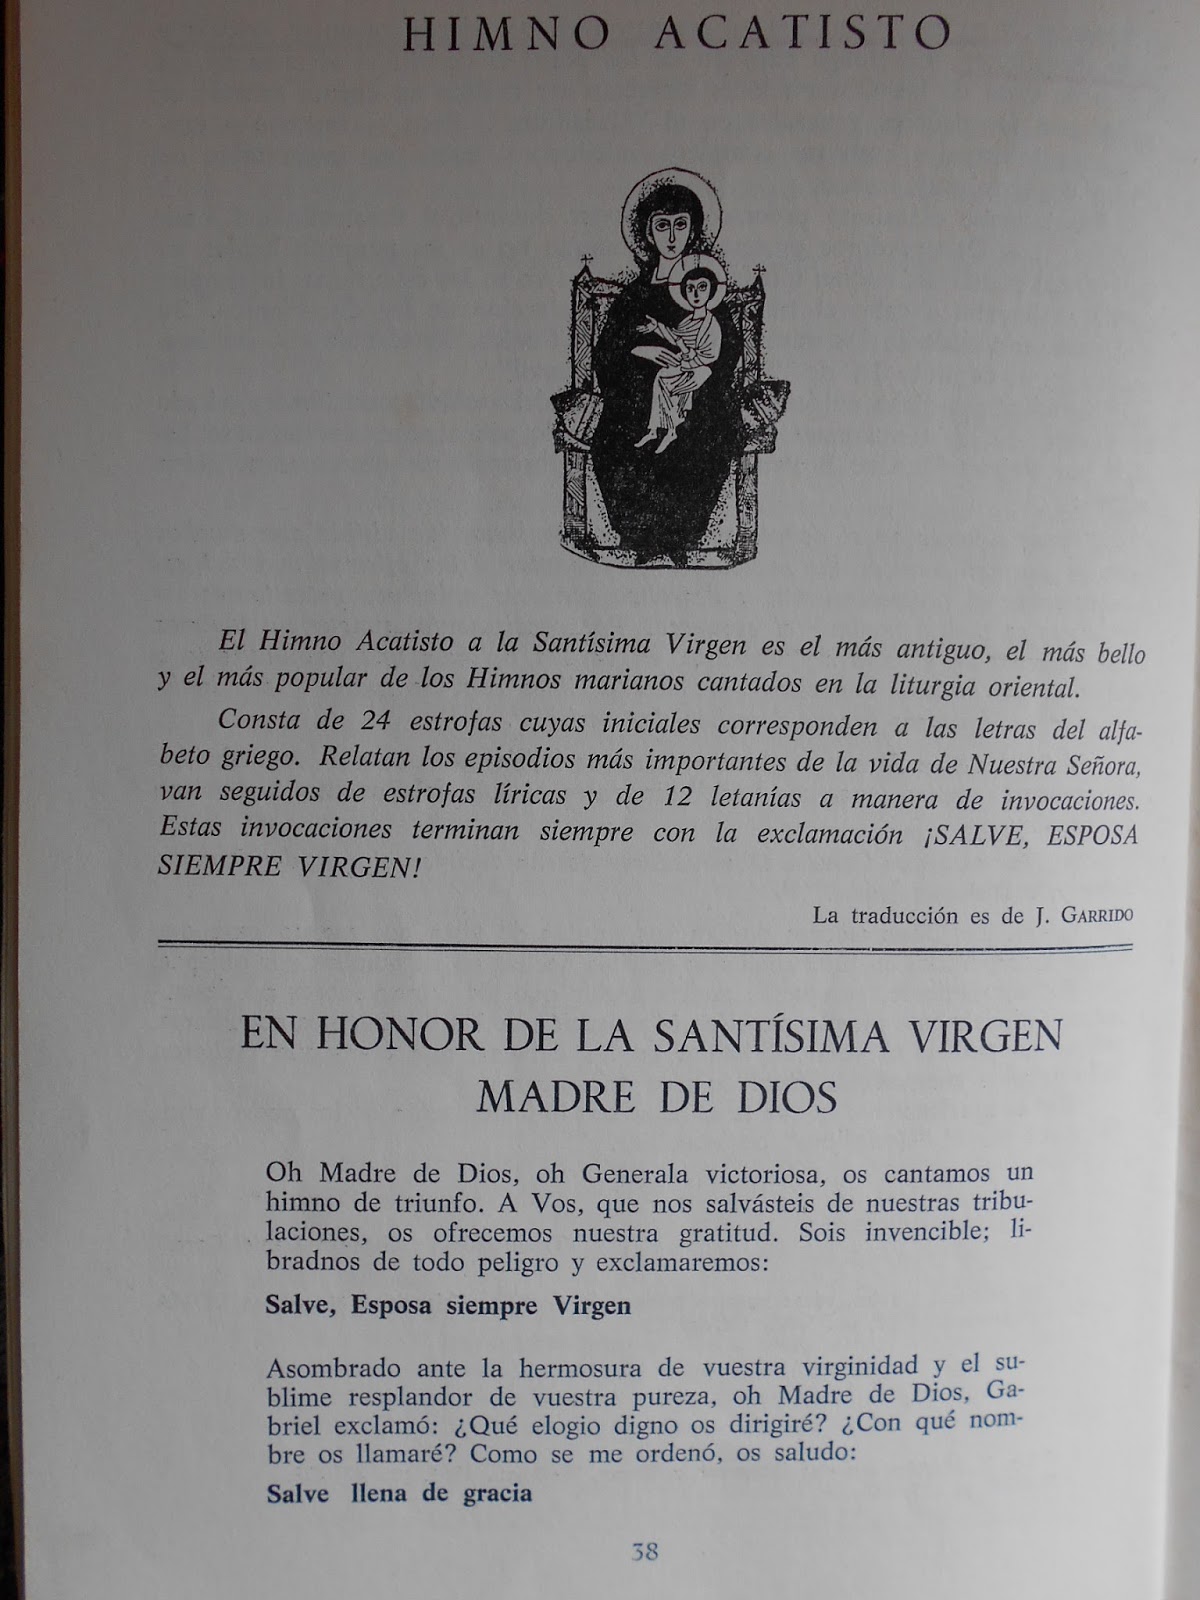 HIMNO ACATISTO
El Himno Acatisto a la Santísima Virgen es el más antiguo, el más bello
y el más popular de los Himnos marianos cantados en la liturgia oriental.
Consta de 24 estrofas cuyas iniciales corresponden a las letras del alfa-
beto griego. Relatan los episodios más importantes de la vida de Nuestra Señora,
van seguidos de estrofas líricas y de 12 letanías a manera de invocaciones.
Estas invocaciones terminan siempre con la exclamación ¡SALVE, ESPOSA
SIEMPRE VIRGEN!
La traducción es de J. GARRIDO
EN HONOR DE LA SANTÍSIMA VIRGEN
MADRE DE DIOS
Oh Madre de Dios, oh Generala victoriosa, os cantamos un
himno de triunfo. A Vos, que nos salvásteis de nuestras tribu-
laciones, os ofrecemos nuestra gratitud. Sois invencible; li-
bradnos de todo peligro y exclamaremos:
Salve, Esposa siempre Virgen
Asombrado ante la hermosura de vuestra virginidad y el su-
blime resplandor de vuestra pureza, oh Madre de Dios, Ga-
briel exclamó: ¿Qué elogio digno os dirigiré? ¿Con qué nom-
bre os llamaré? Como se me ordenó, os saludo:
Salve llena de gracia
38